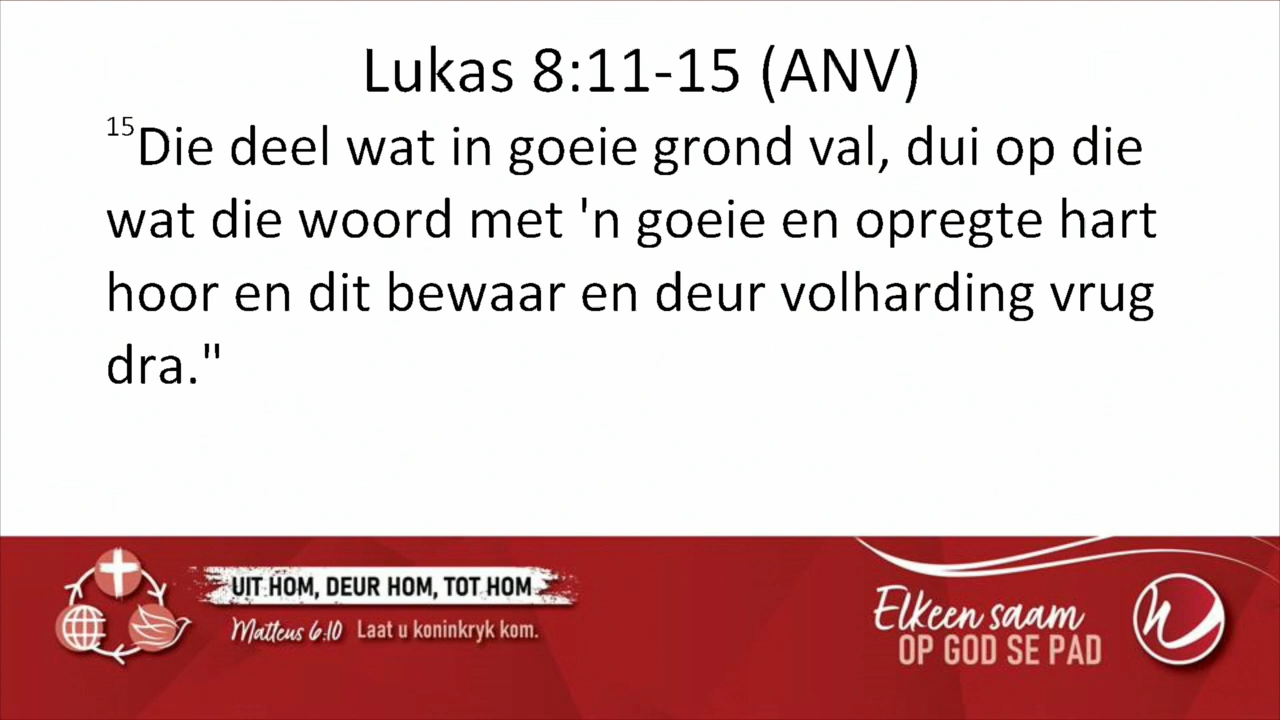 Lukas 8:11-15 (ANV)
15Die deel wat in goeie grond val, dui op die
wat die woord met 'n goeie en opregte hart
hoor en dit bewaar en deur volharding vrug
dra."
UIT HOM, DEUR HOM, TOT HOM
Matteus 6:10 Laat u koninkryk kom.
Elkeen saam
OP GOD SE PAD